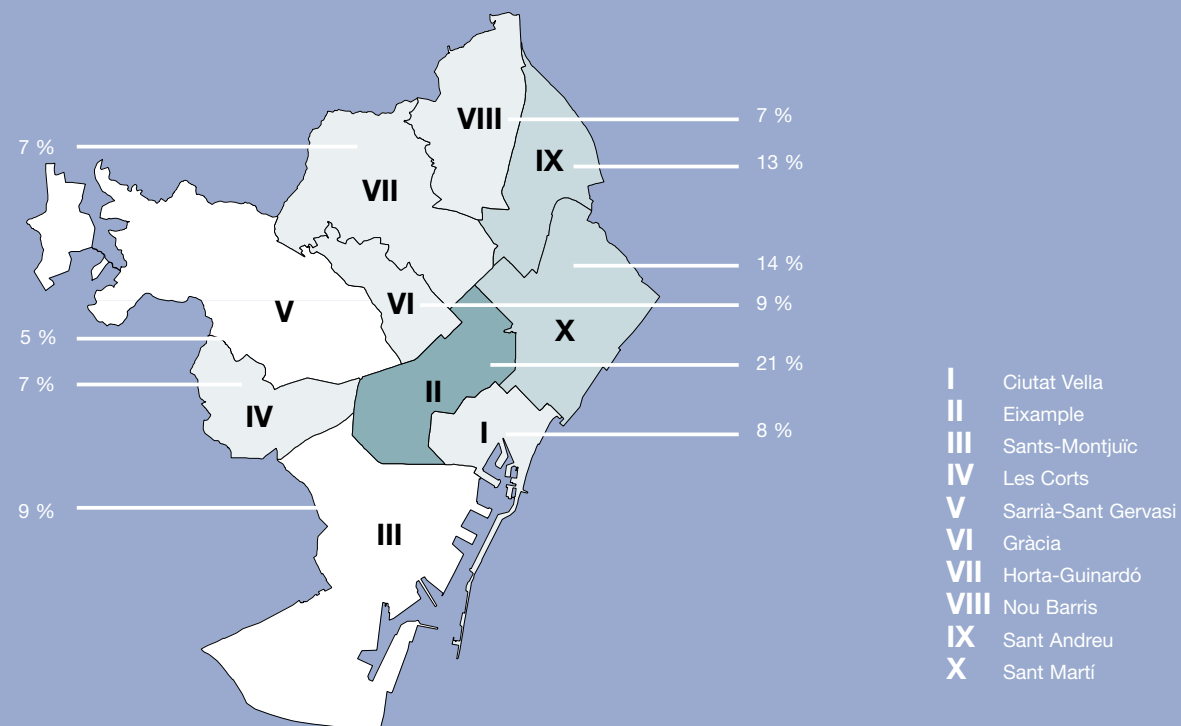 VIII
7 %
7 %
IX
13 %
VII
14 %
VI
9 %
V
X
5 %
21 %
7 %
II
I Ciutat Vella
IV
II Eixample
I
8 %
III Sants-Montjuïc
IV Les Corts
9 %
V Sarrià-Sant Gervasi
III
VI Gràcia
VII Horta-Guinardó
VIII Nou Barris
IX Sant Andreu
X Sant Martí